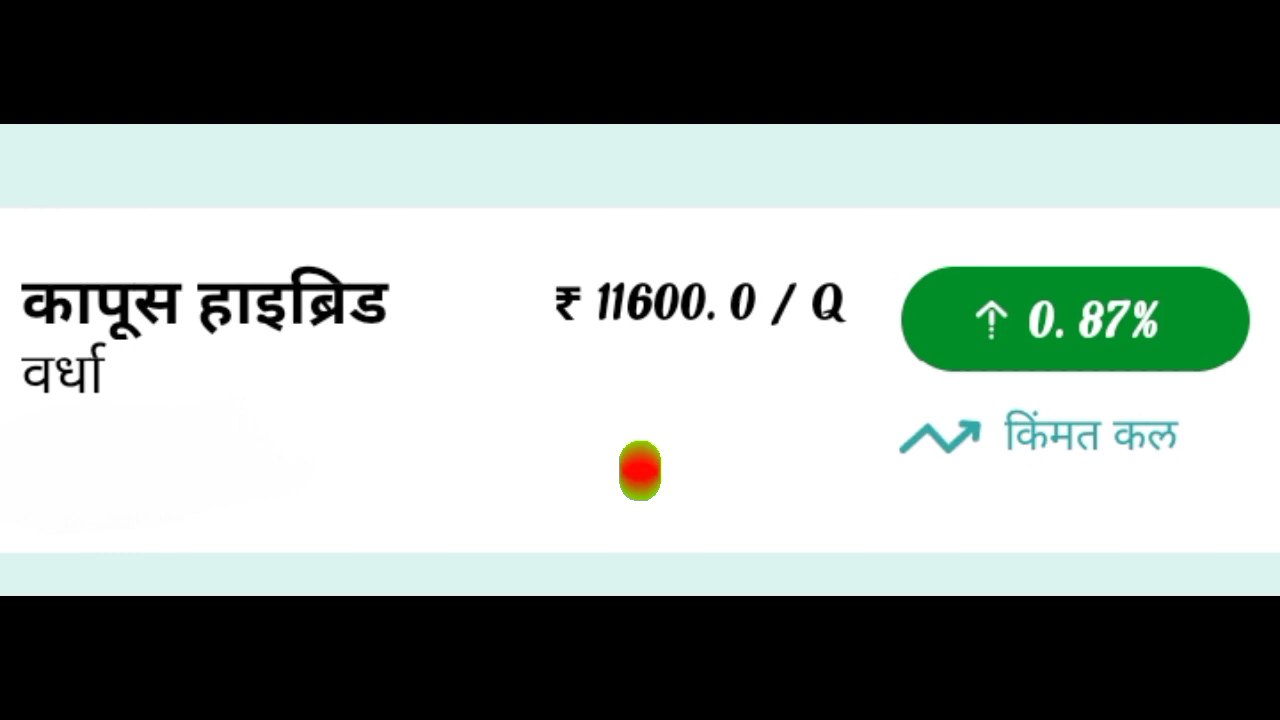 कापूस हाइब्रिड ₹ 11600. 0 / Q ↑ 0. 87%
वर्धा
किंमत कल